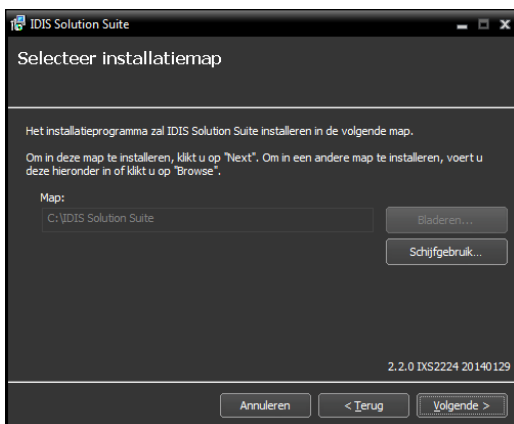 IDIS Solution Suite
Selecteer installatiemap
Het installatieprogramma zal IDIS Solution Suite installeren in de volgende map.
Om in deze map te installeren, klikt u op "Next". Om in een andere map te installeren, voert u
deze hieronder in of klikt u op "Browse".
Map:
C:\IDIS Solution Suite
Bladeren...
Schijfgebruik...
2.2.0 IXS2224 20140129
Annuleren
< Terug
Volgende >